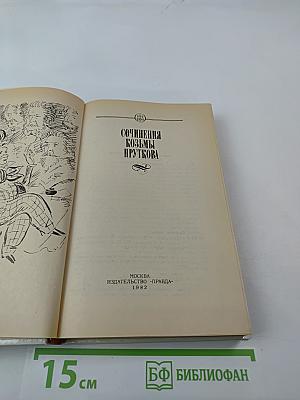 СОЧИНЕНИЯ
КОЗЬМЫ
ПРУТКОВА
МОСКВА
ИЗДАТЕЛЬСТВО «ПРАВДА»
1982
15 см
БФ БИБЛИОФАН